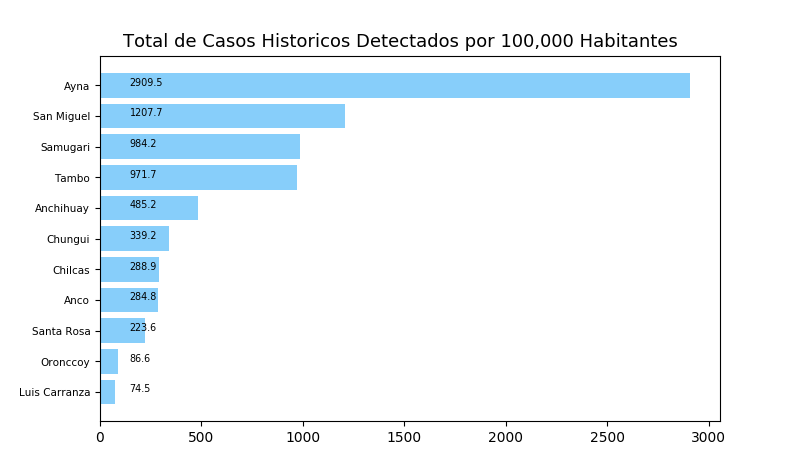 Total de Casos Historicos Detectados por 100,000 Habitantes
Ayna 2909.5
San Miguel 1207.7
Samugari 984.2
Tambo 971.7
Anchihuay 485.2
Chungui 339.2
Chilcas 288.9
Anco 284.8
Santa Rosa 223.6
Oronccoy 86.6
Luis Carranza 74.5
0 500 1000 1500 2000 2500 3000